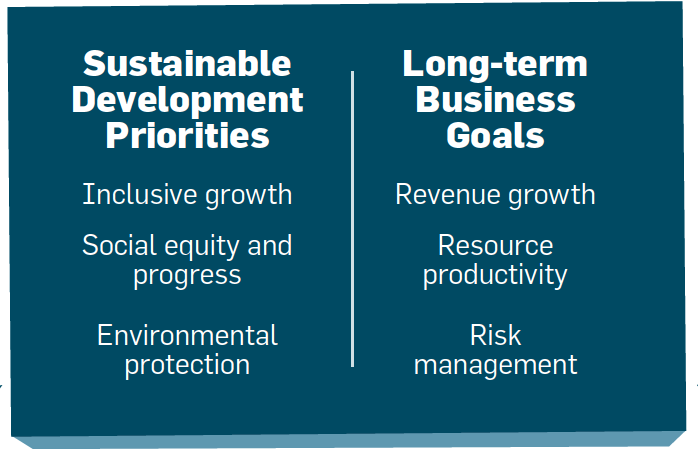 Sustainable
Development
Priorities
Inclusive growth
Social equity and
progress
Environmental
protection
Long-term
Business
Goals
Revenue growth
Resource
productivity
Risk
management